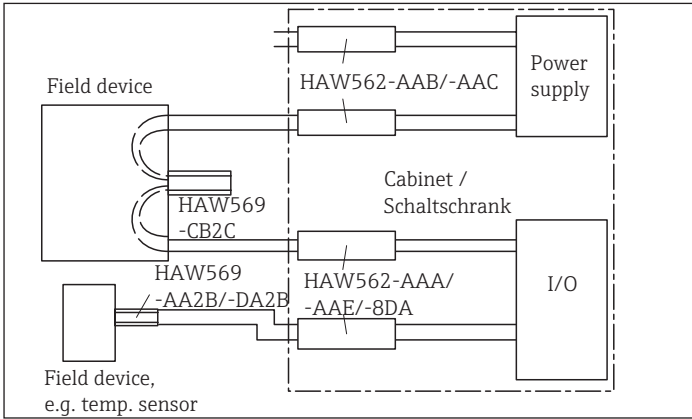 Power
supply
HAW562-AAB/-AAC
Field device
Cabinet /
Schaltschrank
HAW569
-CB2C
HAW569
-AA2B/-DA2B
HAW562-AAA/
-AAE/-8DA
I/O
Field device,
e.g. temp. sensor